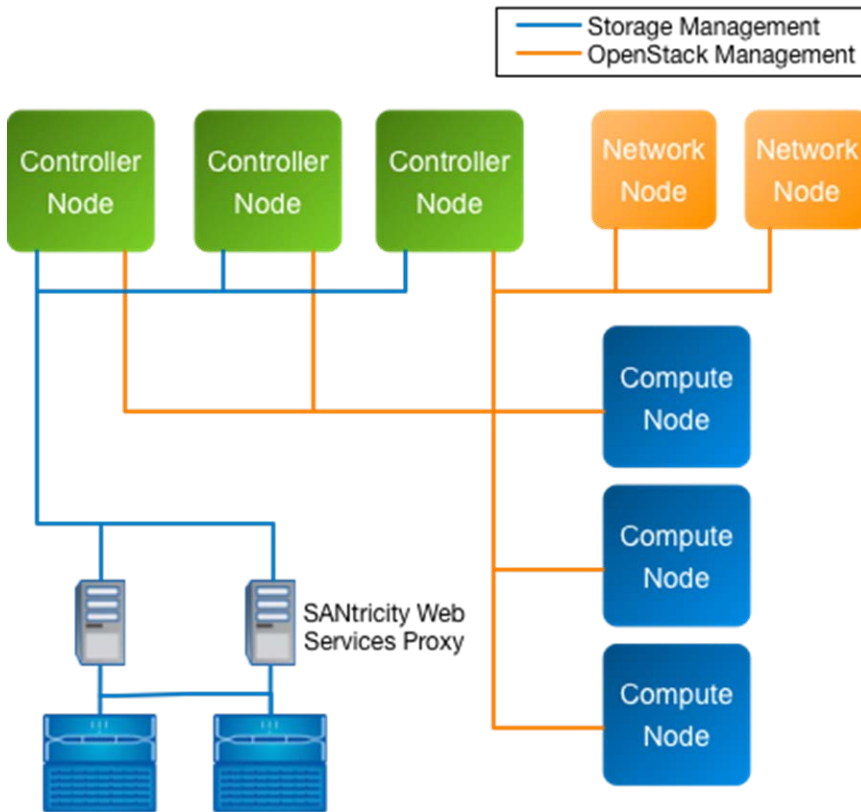 Storage Management
OpenStack Management
Controller
Node
Controller
Node
Controller
Node
Network
Node
Network
Node
Compute
Node
Compute
Node
SANtricity Web
Services Proxy
Compute
Node